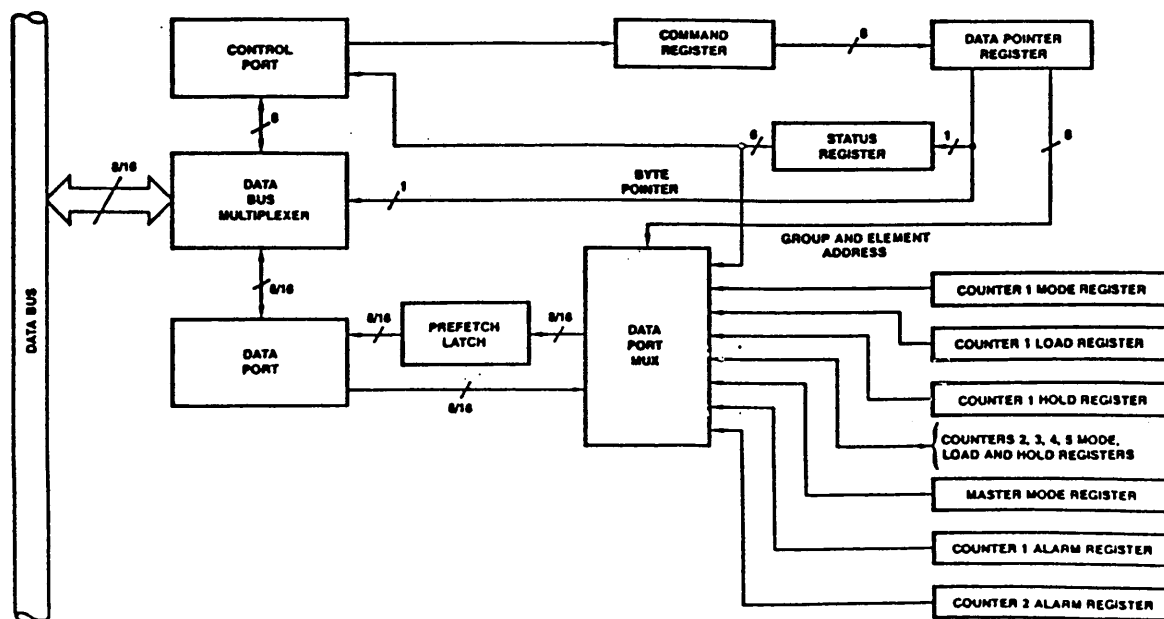 CONTROL
PORT
COMMAND
REGISTER
8
DATA POINTER
REGISTER
8
6
STATUS
REGISTER
1
8
8/16
DATA
BUS
MULTIPLEXER
1
BYTE
POINTER
GROUP AND ELEMENT
ADDRESS
8/16
DATA BUS
DATA
PORT
8/16
PREFETCH
LATCH
8/16
8/16
DATA
PORT
MUX
COUNTER 1 MODE REGISTER
COUNTER 1 LOAD REGISTER
COUNTER 1 HOLD REGISTER
COUNTERS 2, 3, 4, 5 MODE,
LOAD AND HOLD REGISTERS
MASTER MODE REGISTER
COUNTER 1 ALARM REGISTER
COUNTER 2 ALARM REGISTER